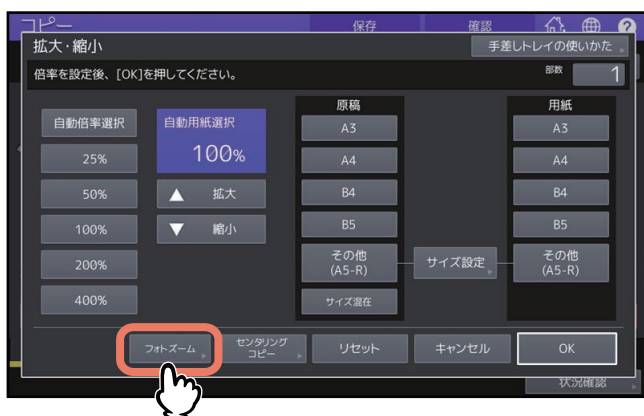 コピー
保存
確認
?
拡大・縮小
手差しトレイの使いかた
倍率を設定後、[OK]を押してください。
部数
1
自動倍率選択
25%
50%
100%
200%
400%
自動用紙選択
100%
拡大
縮小
原稿
A3
A4
B4
B5
その他
(A5-R)
サイズ混在
サイズ設定
用紙
A3
A4
B4
B5
その他
(A5-R)
フォトズーム
センタリング
コピー
リセット
キャンセル
OK
状況確認